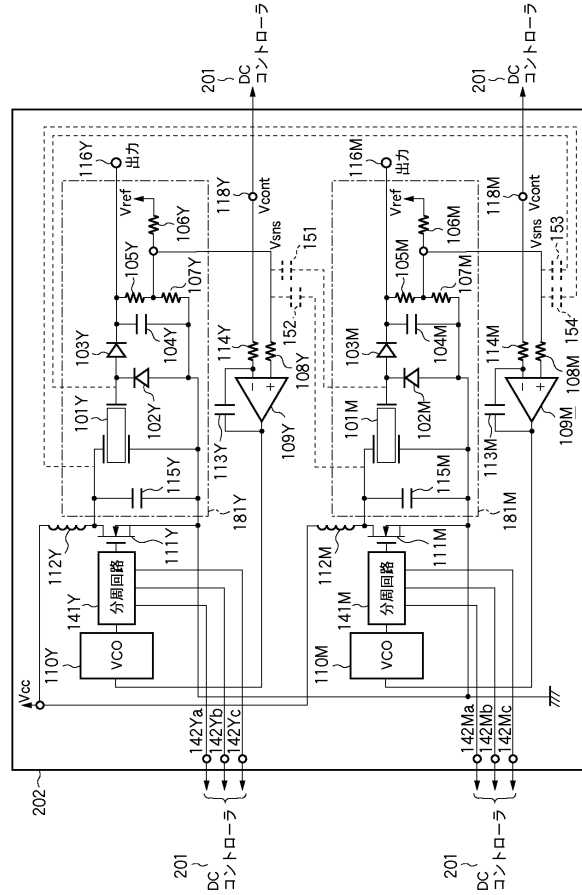 202
Vcc
112Y
141Y
110Y
VCO
分周回路
111Y
115Y
181Y
101Y
102Y
103Y
104Y
105Y
106Y
107Y
Vref
116Y
出力
113Y
109Y
114Y
108Y
118Y
Vcont
Vsns
151
152
201
DC
コントローラ
142Ya
142Yb
142Yc
201
DC
コントローラ
112M
141M
110M
VCO
分周回路
111M
115M
181M
101M
102M
103M
104M
105M
106M
107M
Vref
116M
出力
113M
109M
114M
108M
118M
Vcont
Vsns
153
154
201
DC
コントローラ
142Ma
142Mb
142Mc
201
DC
コントローラ
−
+
−
+